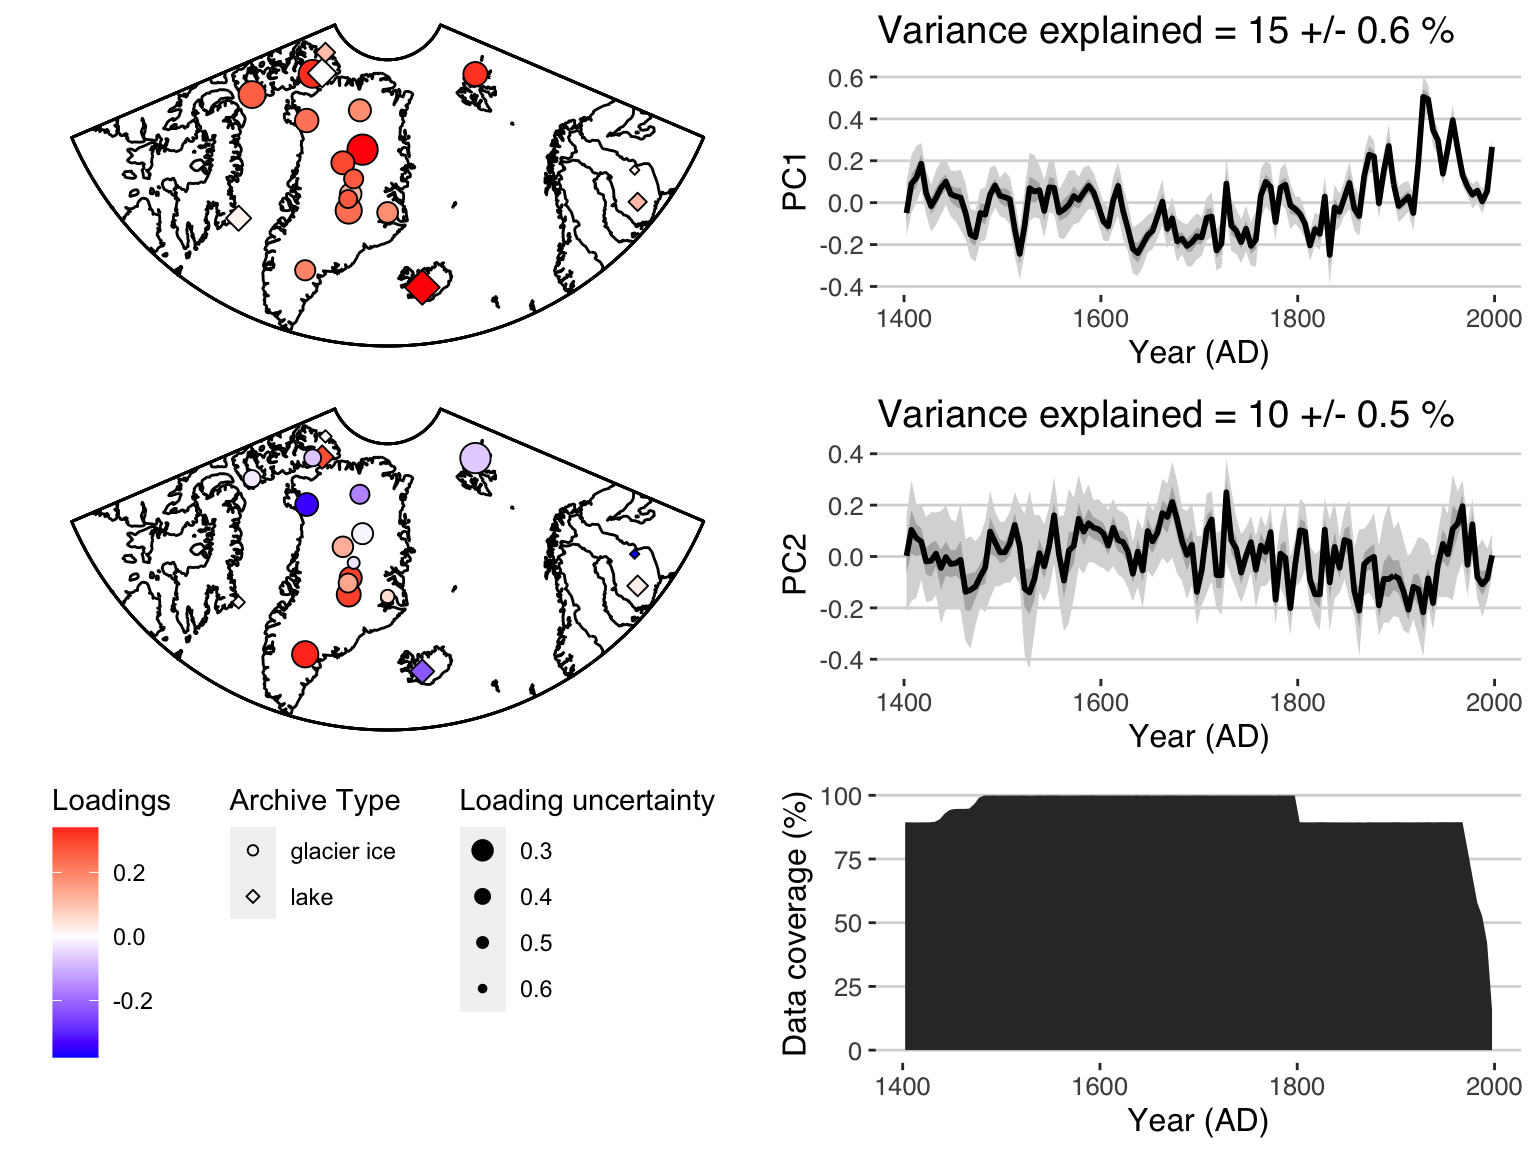 Variance explained = 15 +/- 0.6 %
PC1
0.6
0.4
0.2
0.0
-0.2
-0.4
1400 1600 1800 2000
Year (AD)
Variance explained = 10 +/- 0.5 %
PC2
0.4
0.2
0.0
-0.2
-0.4
1400 1600 1800 2000
Year (AD)
Loadings
0.2
0.0
-0.2
Archive Type
glacier ice
lake
Loading uncertainty
0.3
0.4
0.5
0.6
Data coverage (%)
100
75
50
25
0
1400 1600 1800 2000
Year (AD)